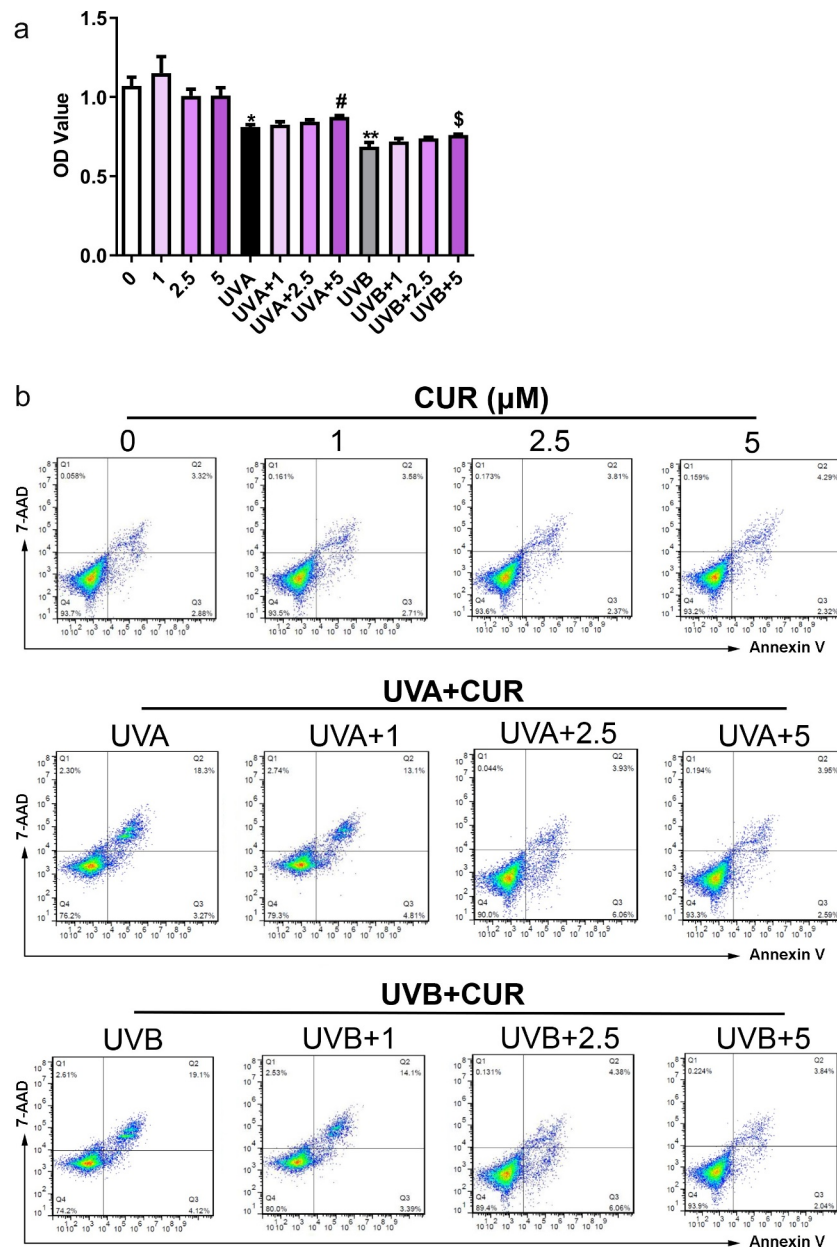 a
1.5
1.0
0.5
0.0
OD Value
*
#
**
$
0
1
2.5
5
UVA
UVA+1
UVA+2.5
UVA+5
UVB
UVB+1
UVB+2.5
UVB+5
b
CUR (µM)
0 1 2.5 5
Q1 Q2
0.058% 3.32%
Q4 Q3
93.7% 2.88%
Q1 Q2
0.161% 3.58%
Q4 Q3
93.5% 2.71%
Q1 Q2
0.173% 3.81%
Q4 Q3
93.6% 2.37%
Q1 Q2
0.159% 4.29%
Q4 Q3
93.2% 2.32%
7-AAD
Annexin V
UVA+CUR
UVA UVA+1 UVA+2.5 UVA+5
Q1 Q2
2.30% 18.3%
Q4 Q3
76.2% 3.27%
Q1 Q2
2.74% 13.1%
Q4 Q3
79.3% 4.81%
Q1 Q2
0.044% 3.93%
Q4 Q3
90.0% 6.06%
Q1 Q2
0.194% 3.95%
Q4 Q3
93.3% 2.59%
7-AAD
Annexin V
UVB+CUR
UVB UVB+1 UVB+2.5 UVB+5
Q1 Q2
2.61% 19.1%
Q4 Q3
74.2% 4.12%
Q1 Q2
2.53% 14.1%
Q4 Q3
80.0% 3.39%
Q1 Q2
0.131% 4.38%
Q4 Q3
89.4% 6.06%
Q1 Q2
0.224% 3.84%
Q4 Q3
93.9% 2.04%
7-AAD
Annexin V